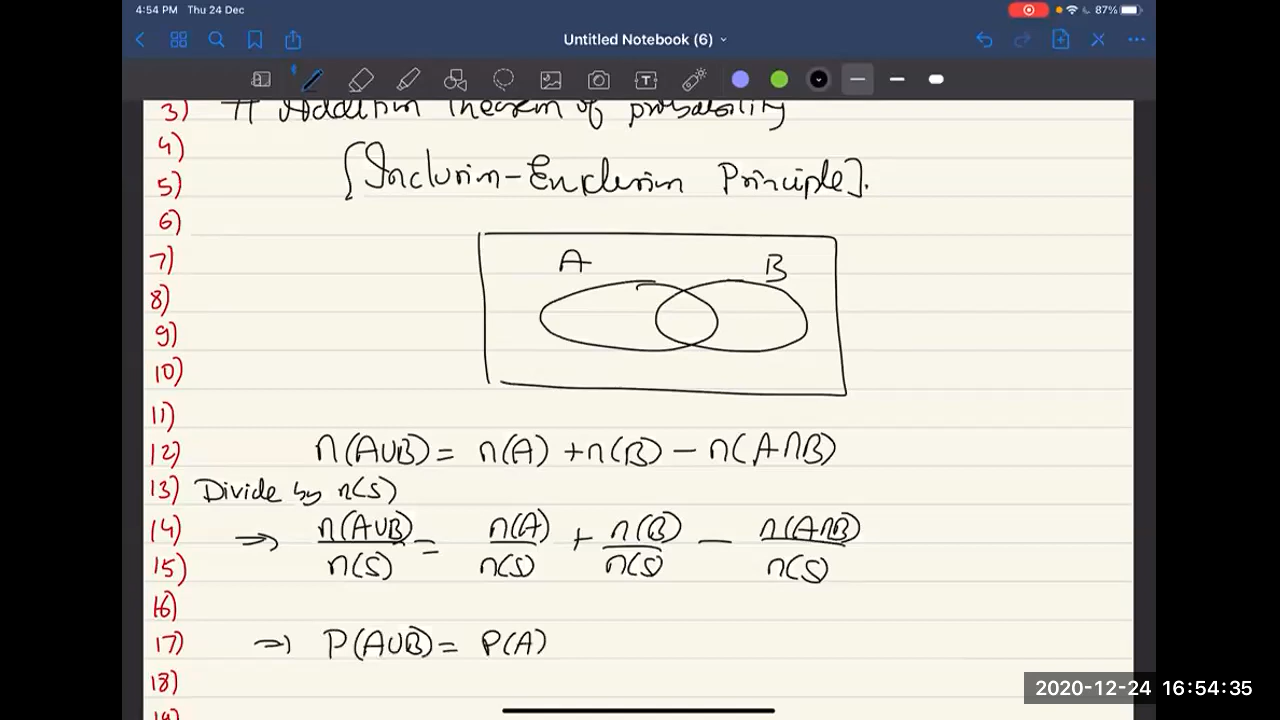 4:54 PM Thu 24 Dec
87%
Untitled Notebook (6)
3) # Addition Theorem of probability
4)
5) [Inclusion-Exclusion Principle].
6)
7) A B
8)
9)
10)
11)
12) n(A∪B) = n(A) + n(B) − n(A∩B)
13) Divide by n(S)
14) ⇒ n(A∪B) = n(A) + n(B) − n(A∩B)
15) n(S) n(S) n(S) n(S)
16)
17) ⇒ P(A∪B) = P(A)
18)
2020-12-24 16:54:35